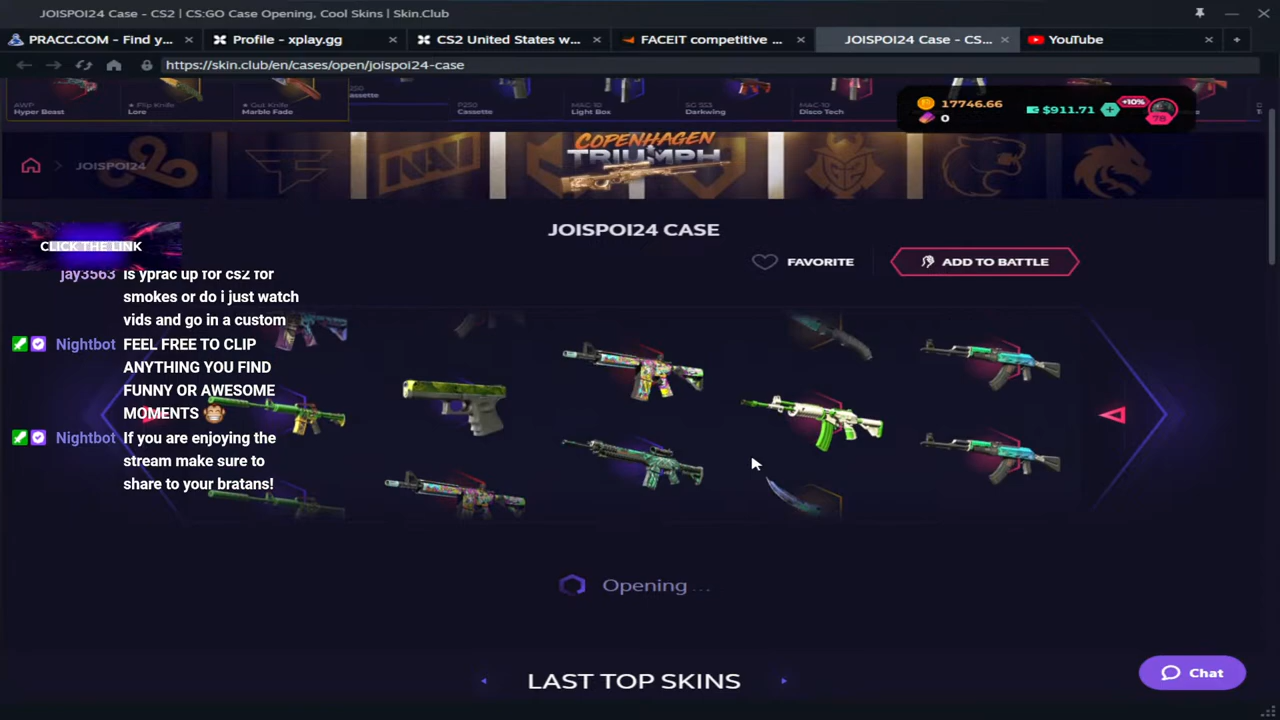 JOISPOI24 Case - CS2 | CS:GO Case Opening, Cool Skins | Skin.Club
PRACC.COM - Find y...
Profile - xplay.gg
CS2 United States w...
FACEIT competitive ...
JOISPOI24 Case - CS...
YouTube
https://skin.club/en/cases/open/joispoi24-case
AWP
Hyper Beast
★ Flip Knife
Lore
★ Gut Knife
Marble Fade
Cassette
P250
Cassette
MAC-10
Light Box
SG 553
Darkwing
MAC-10
Disco Tech
17746.66
0
$911.71
+10%
78
JOISPOI24
COPENHAGEN
TRIUMPH
JOISPOI24 CASE
FAVORITE
ADD TO BATTLE
CLICK THE LINK
jay3563 Is yprac up for cs2 for
smokes or do i just watch
vids and go in a custom
Nightbot FEEL FREE TO CLIP
ANYTHING YOU FIND
FUNNY OR AWESOME
MOMENTS
Nightbot If you are enjoying the
stream make sure to
share to your bratans!
Opening ...
LAST TOP SKINS
Chat